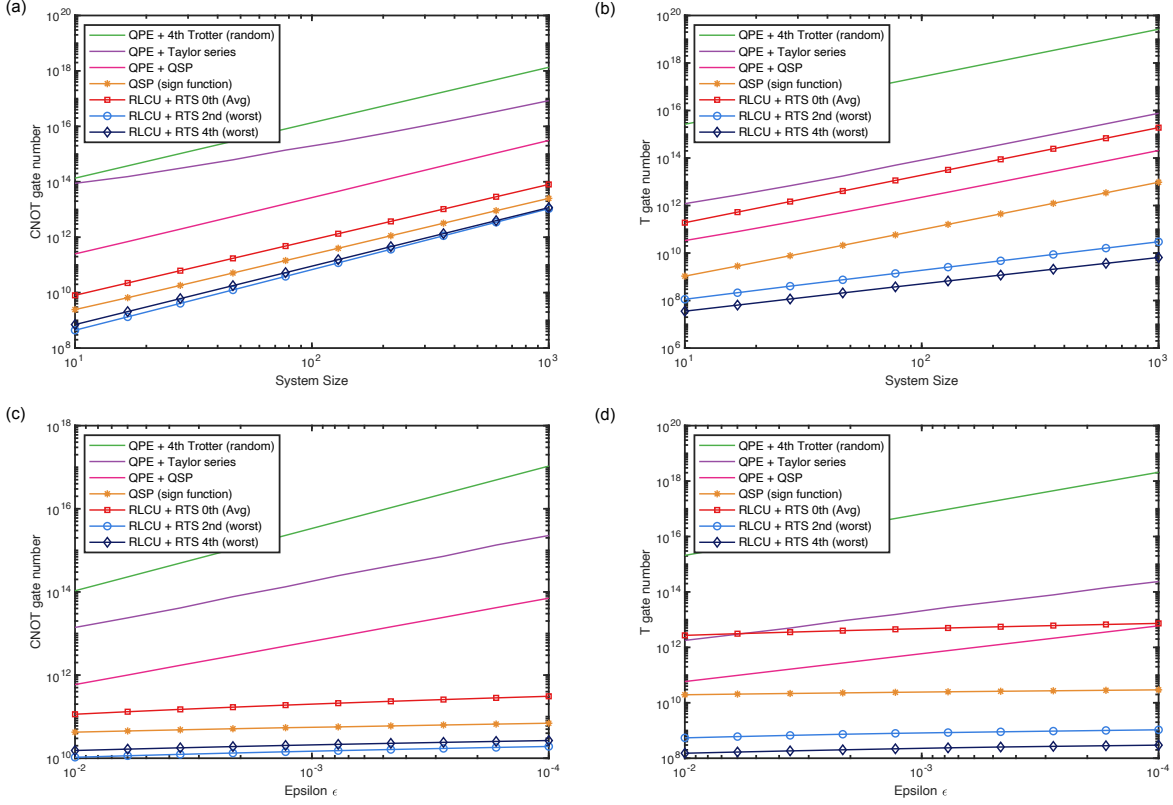 (a)
10^20
10^18
10^16
10^14
10^12
10^10
10^8
CNOT gate number
QPE + 4th Trotter (random)
QPE + Taylor series
QPE + QSP
QSP (sign function)
RLCU + RTS 0th (Avg)
RLCU + RTS 2nd (worst)
RLCU + RTS 4th (worst)
10^1
10^2
10^3
System Size
(b)
10^20
10^18
10^16
10^14
10^12
10^10
10^8
10^6
T gate number
QPE + 4th Trotter (random)
QPE + Taylor series
QPE + QSP
QSP (sign function)
RLCU + RTS 0th (Avg)
RLCU + RTS 2nd (worst)
RLCU + RTS 4th (worst)
10^1
10^2
10^3
System Size
(c)
10^18
10^16
10^14
10^12
10^10
CNOT gate number
QPE + 4th Trotter (random)
QPE + Taylor series
QPE + QSP
QSP (sign function)
RLCU + RTS 0th (Avg)
RLCU + RTS 2nd (worst)
RLCU + RTS 4th (worst)
10^-2
10^-3
10^-4
Epsilon ϵ
(d)
10^20
10^18
10^16
10^14
10^12
10^10
10^8
T gate number
QPE + 4th Trotter (random)
QPE + Taylor series
QPE + QSP
QSP (sign function)
RLCU + RTS 0th (Avg)
RLCU + RTS 2nd (worst)
RLCU + RTS 4th (worst)
10^-2
10^-3
10^-4
Epsilon ϵ